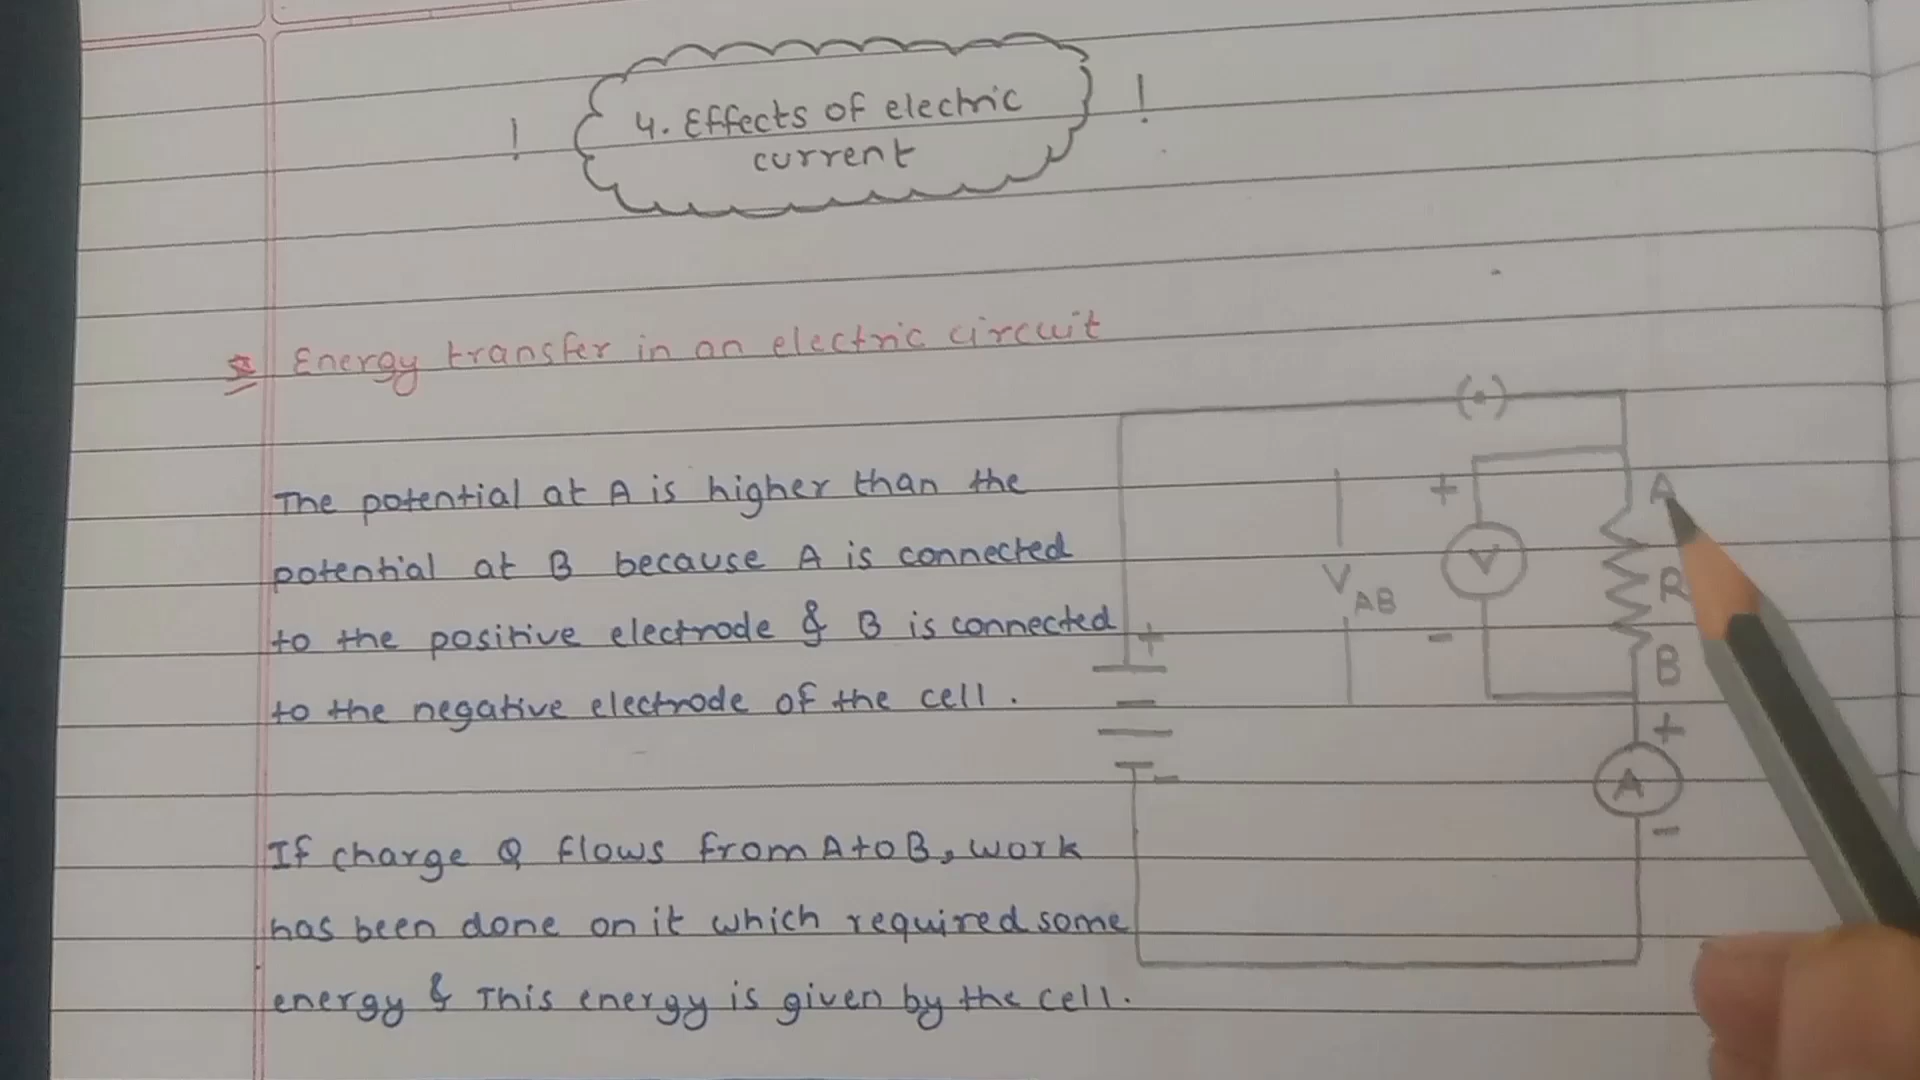 ! 4. Effects of electric !
current
* Energy transfer in an electric circuit
The potential at A is higher than the
potential at B because A is connected
to the positive electrode & B is connected
to the negative electrode of the cell.
If charge Q flows from A to B, work
has been done on it which required some
energy & This energy is given by the cell.
(•)
+ A
V
V AB
R
- B
+
+
A
-
-